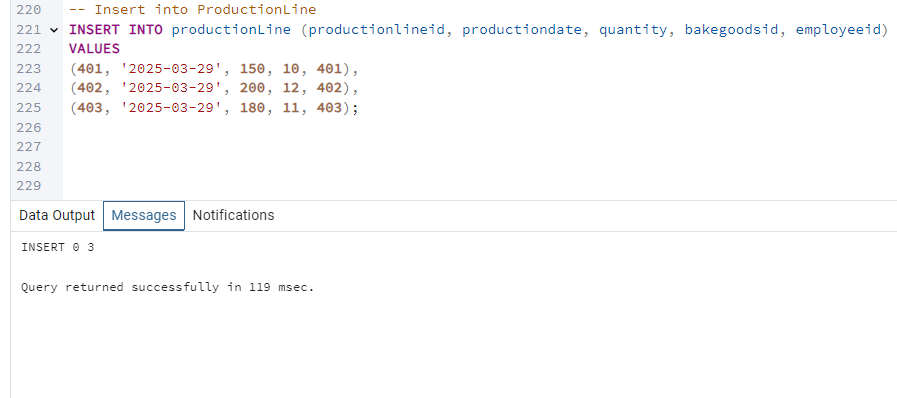 220 -- Insert into ProductionLine
221 INSERT INTO productionLine (productionlineid, productiondate, quantity, bakegoodsid, employeeid)
222 VALUES
223 (401, '2025-03-29', 150, 10, 401),
224 (402, '2025-03-29', 200, 12, 402),
225 (403, '2025-03-29', 180, 11, 403);
226
227
228
229
Data Output Messages Notifications
INSERT 0 3
Query returned successfully in 119 msec.